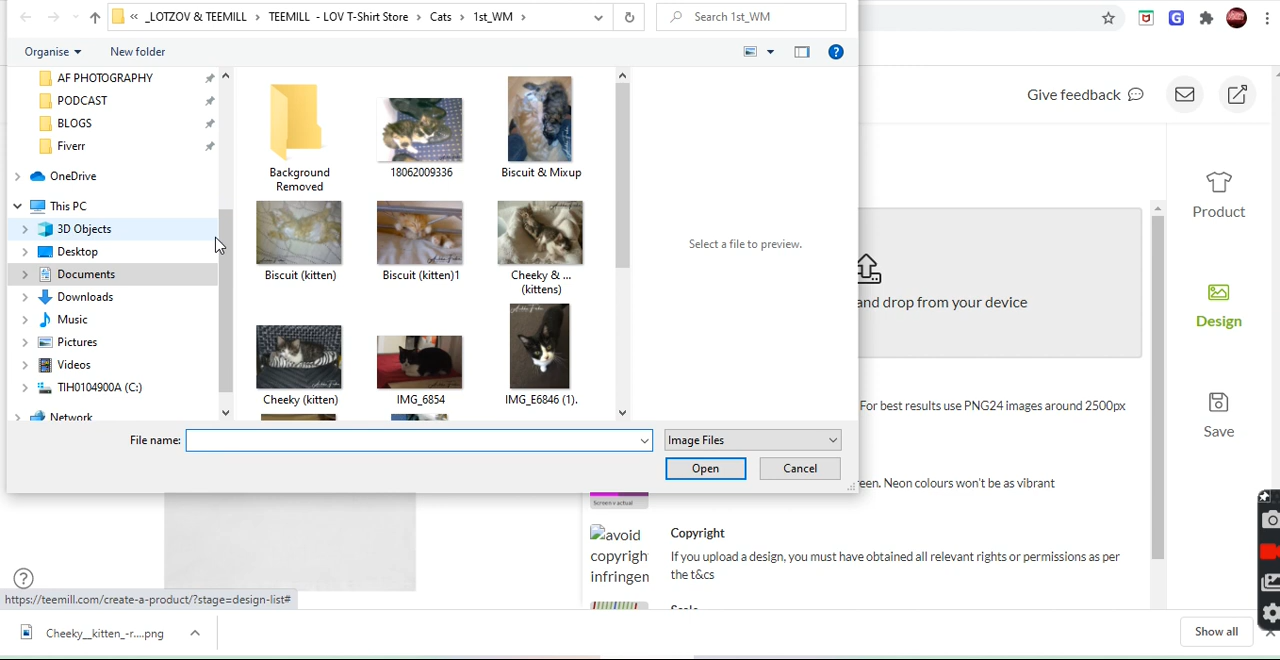 « _LOTZOV & TEEMILL > TEEMILL - LOV T-Shirt Store > Cats > 1st_WM >
Search 1st_WM
Organise
New folder
AF PHOTOGRAPHY
PODCAST
BLOGS
Fiverr
OneDrive
This PC
3D Objects
Desktop
Documents
Downloads
Music
Pictures
Videos
TIH0104900A (C:)
Network
Background
Removed
18062009336
Biscuit & Mixup
Biscuit (kitten)
Biscuit (kitten)1
Cheeky & ...
(kittens)
Cheeky (kitten)
IMG_6854
IMG_E6846 (1).
Select a file to preview.
File name:
Image Files
Open
Cancel
Give feedback
Product
Design
Save
and drop from your device
For best results use PNG24 images around 2500px
een. Neon colours won't be as vibrant
Screen v actual
avoid
copyright
infringen
Copyright
If you upload a design, you must have obtained all relevant rights or permissions as per
the t&cs
https://teemill.com/create-a-product/?stage=design-list#
Cheeky__kitten_-r....png
Show all